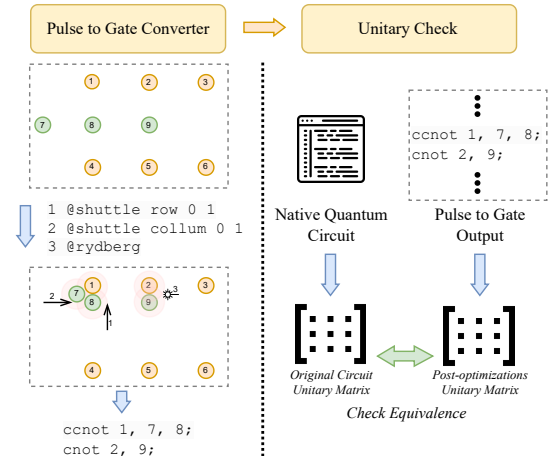 Pulse to Gate Converter
Unitary Check
1 2 3
7 8 9
4 5 6
1 @shuttle row 0 1
2 @shuttle collum 0 1
3 @rydberg
1 2 3
7
8 9
2
3
1
4 5 6
ccnot 1, 7, 8;
cnot 2, 9;
ccnot 1, 7, 8;
cnot 2, 9;
Native Quantum
Circuit
Pulse to Gate
Output
Original Circuit
Unitary Matrix
Post-optimizations
Unitary Matrix
Check Equivalence